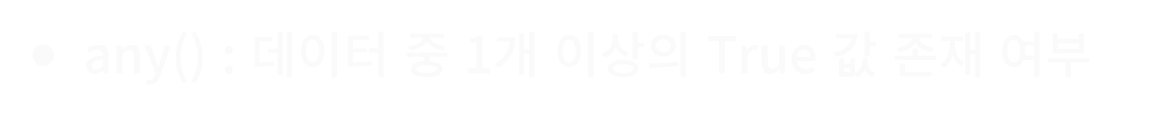 • any() : 데이터 중 1개 이상의 True 값 존재 여부